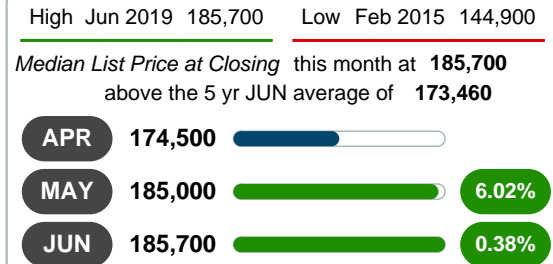 High Jun 2019 185,700 Low Feb 2015 144,900
Median List Price at Closing this month at 185,700
above the 5 yr JUN average of 173,460
APR 174,500
MAY 185,000 6.02%
JUN 185,700 0.38%